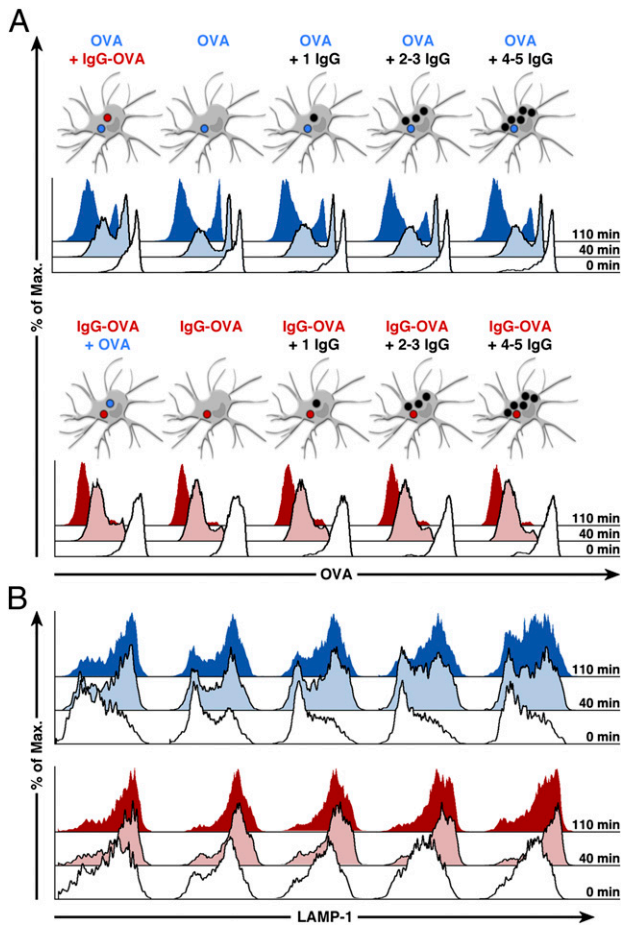 A
OVA
+ IgG-OVA
OVA
OVA
+ 1 IgG
OVA
+ 2-3 IgG
OVA
+ 4-5 IgG
110 min
40 min
0 min
% of Max.
IgG-OVA
+ OVA
IgG-OVA
IgG-OVA
+ 1 IgG
IgG-OVA
+ 2-3 IgG
IgG-OVA
+ 4-5 IgG
110 min
40 min
0 min
OVA
B
110 min
40 min
0 min
% of Max.
110 min
40 min
0 min
LAMP-1